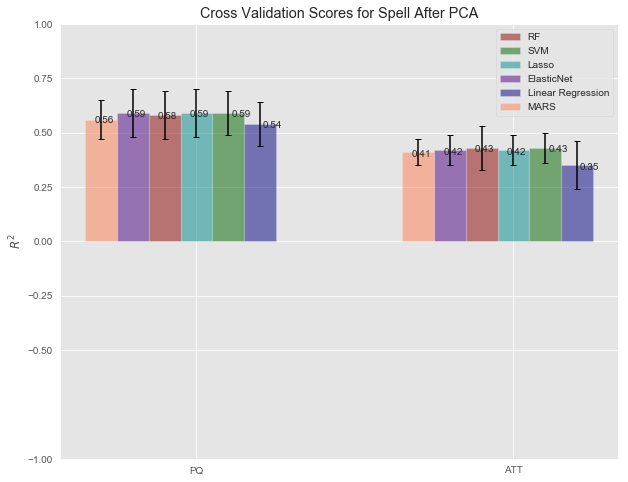 Cross Validation Scores for Spell After PCA
RF
SVM
Lasso
ElasticNet
Linear Regression
MARS
1.00
0.75
0.50
0.25
0.00
−0.25
−0.50
−0.75
−1.00
R²
0.56
0.59
0.58
0.59
0.59
0.54
0.41
0.42
0.43
0.42
0.43
0.35
PQ
ATT